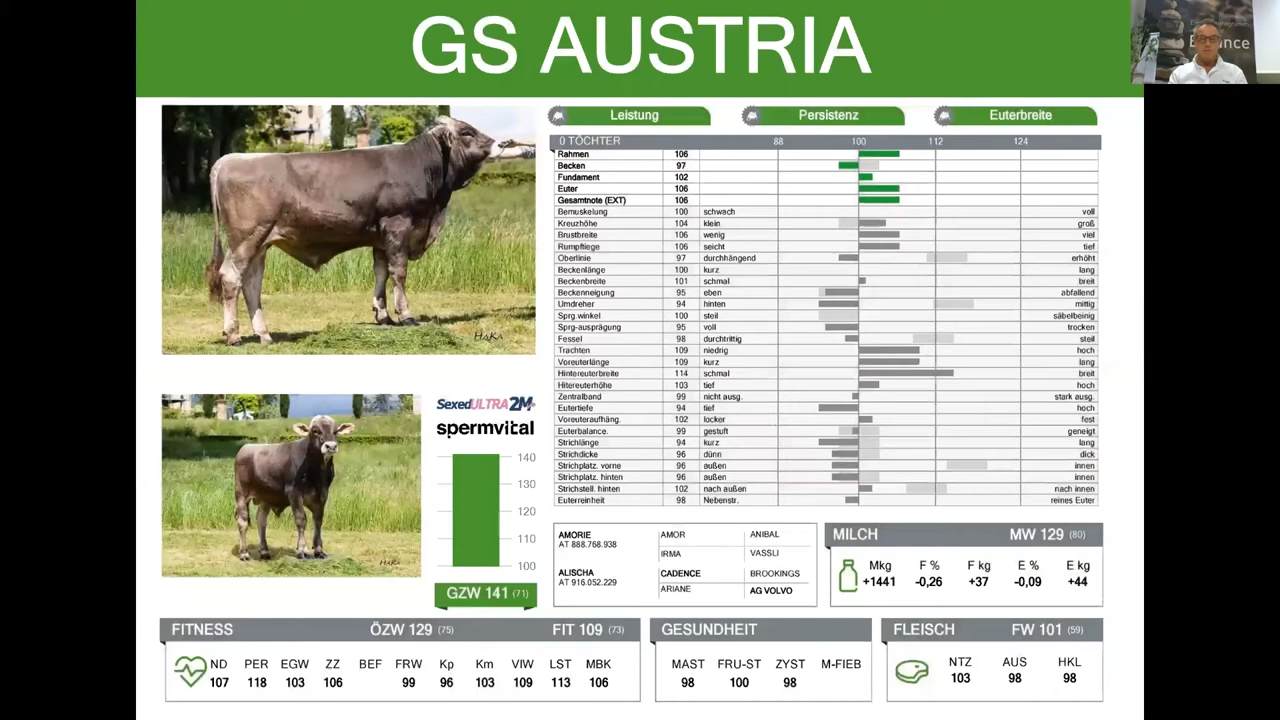 GS AUSTRIA
Leistung
Persistenz
Euterbreite
0 TÖCHTER 88 100 112 124
Rahmen 106
Becken 97
Fundament 102
Euter 106
Gesamtnote (EXT) 106
Bemuskelung 100 schwach voll
Kreuzhöhe 104 klein groß
Brustbreite 106 wenig viel
Rumpftiege 106 seicht tief
Oberlinie 97 durchhängend erhöht
Beckenlänge 100 kurz lang
Beckenbreite 101 schmal breit
Beckenneigung 95 eben abfallend
Umdreher 94 hinten mittig
Sprg.winkel 100 steil säbelbeinig
Sprg-ausprägung 95 voll trocken
Fessel 98 durchtrittig steil
Trachten 109 niedrig hoch
Voreuterlänge 109 kurz lang
Hintereuterbreite 114 schmal breit
Hitereuterhöhe 103 tief hoch
Zentralband 99 nicht ausg. stark ausg.
Eutertiefe 94 tief hoch
Voreuteraufhäng. 102 locker fest
Euterbalance. 99 gestuft geneigt
Strichlänge 94 kurz lang
Strichdicke 96 dünn dick
Strichplatz. vorne 96 außen innen
Strichplatz. hinten 96 außen innen
Strichstell. hinten 102 nach außen nach innen
Euterreinheit 98 Nebenstr. reines Euter
HaKa
HaKa
SexedULTRA2M
spermvital
140
130
120
110
100
GZW 141 (71)
AMORIE AMOR ANIBAL
AT 888.768.938
IRMA VASSLI
ALISCHA CADENCE BROOKINGS
AT 916.052.229
ARIANE AG VOLVO
MILCH MW 129 (80)
Mkg F % F kg E % E kg
+1441 -0,26 +37 -0,09 +44
FITNESS ÖZW 129 (75) FIT 109 (73)
ND PER EGW ZZ BEF FRW Kp Km VIW LST MBK
107 118 103 106 99 96 103 109 113 106
GESUNDHEIT
MAST FRU-ST ZYST M-FIEB
98 100 98
FLEISCH FW 101 (59)
NTZ AUS HKL
103 98 98